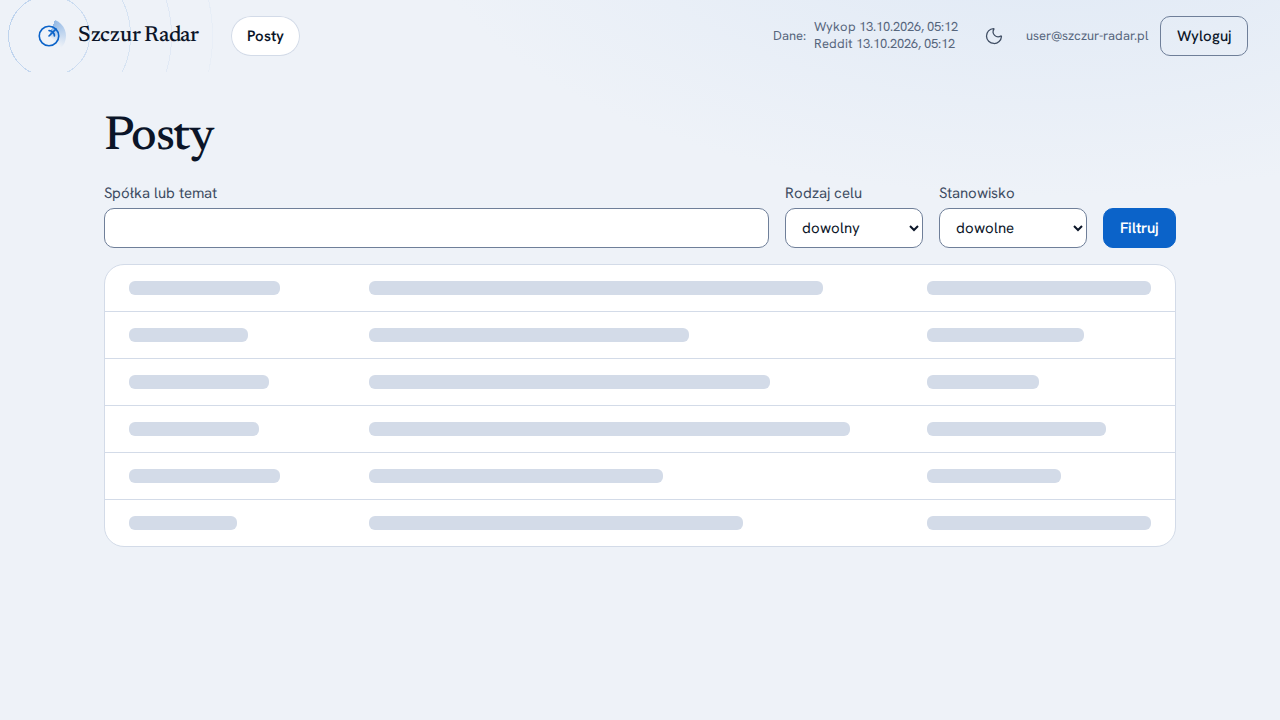 Szczur Radar
Posty
Dane:
Wykop 13.10.2026, 05:12
Reddit 13.10.2026, 05:12
user@szczur-radar.pl
Wyloguj
Posty
Spółka lub temat
Rodzaj celu
Stanowisko
dowolny
dowolne
Filtruj